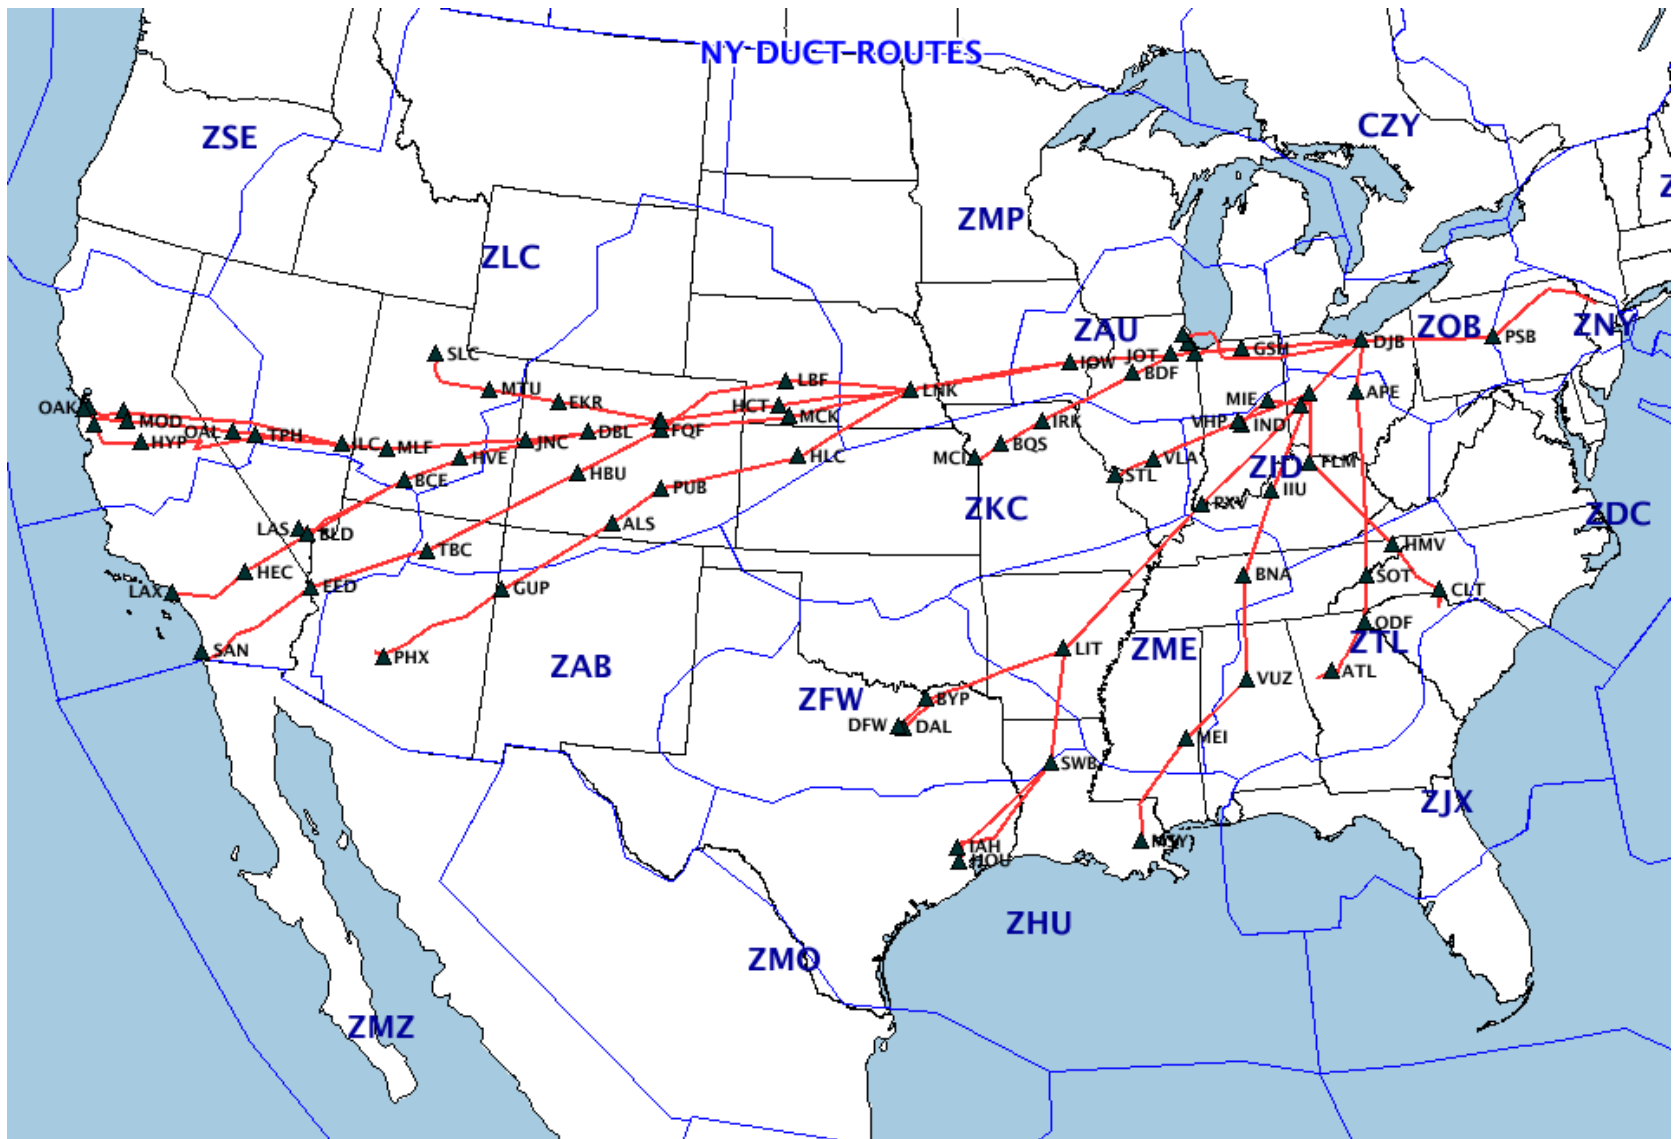 NY DUCT ROUTES
CZY
ZSE
Z
ZMP
ZLC
ZAU
ZOB
ZNY
PSB
DJB
GSH
JOT
IOW
BDF
SLC
MTU
EKR
LBF
LNK
HCT
MCK
FQF
DBL
JNC
MLF
ILC
TPH
OAL
OAK
MOD
HYP
HVE
BCE
HBU
PUB
HLC
ALS
MCI
BQS
IRK
MIE
APE
VHP
IND
VLA
STL
ZID
FLM
IIU
PXV
ZKC
ZDC
LAS
BLD
TBC
HMV
HEC
LAX
EED
GUP
BNA
SOT
CLT
ODF
SAN
PHX
ZAB
LIT
ZME
ZTL
ATL
VUZ
ZFW
BYP
DFW
DAL
MEI
SWB
ZJX
IAH
HOU
MSY
ZHU
ZMO
ZMZ